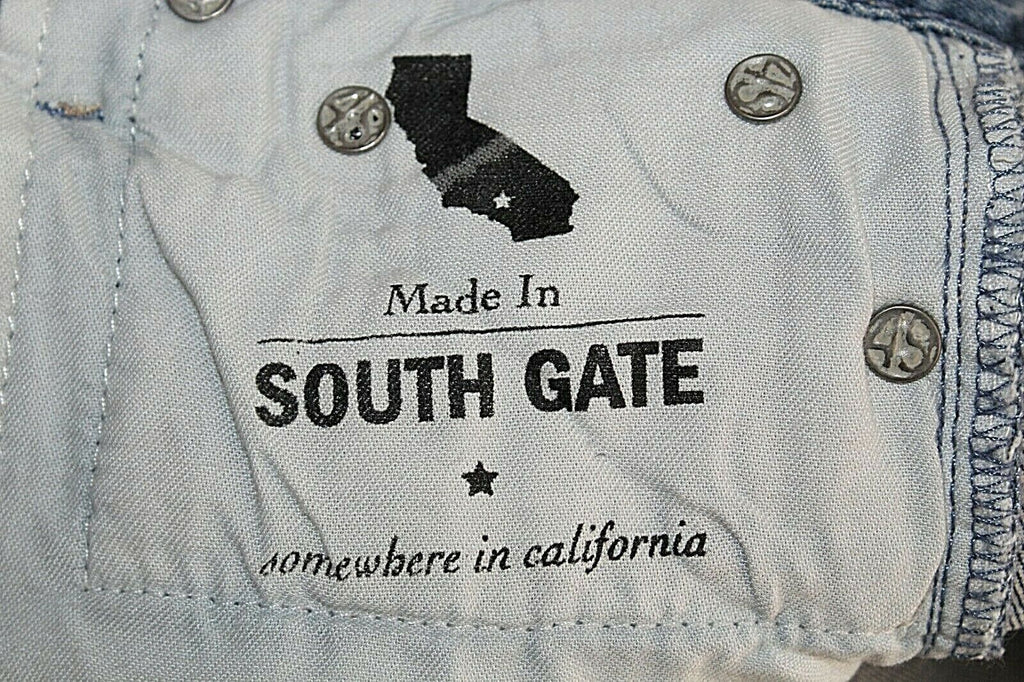 Made In
SOUTH GATE
somewhere in california